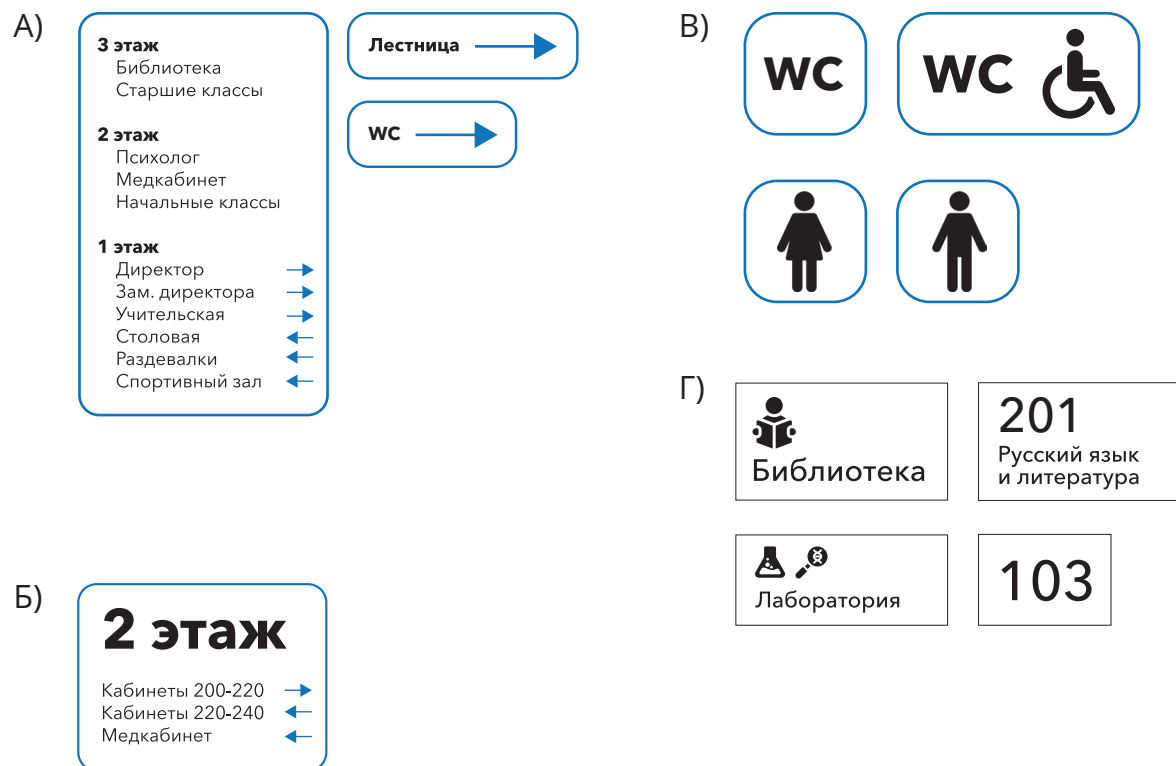 А)
3 этаж
Библиотека
Старшие классы
2 этаж
Психолог
Медкабинет
Начальные классы
1 этаж
Директор
Зам. директора
Учительская
Столовая
Раздевалки
Спортивный зал
Лестница
WC
Б)
2 этаж
Кабинеты 200-220
Кабинеты 220-240
Медкабинет
В)
WC
WC
Г)
Библиотека
201
Русский язык
и литература
Лаборатория
103